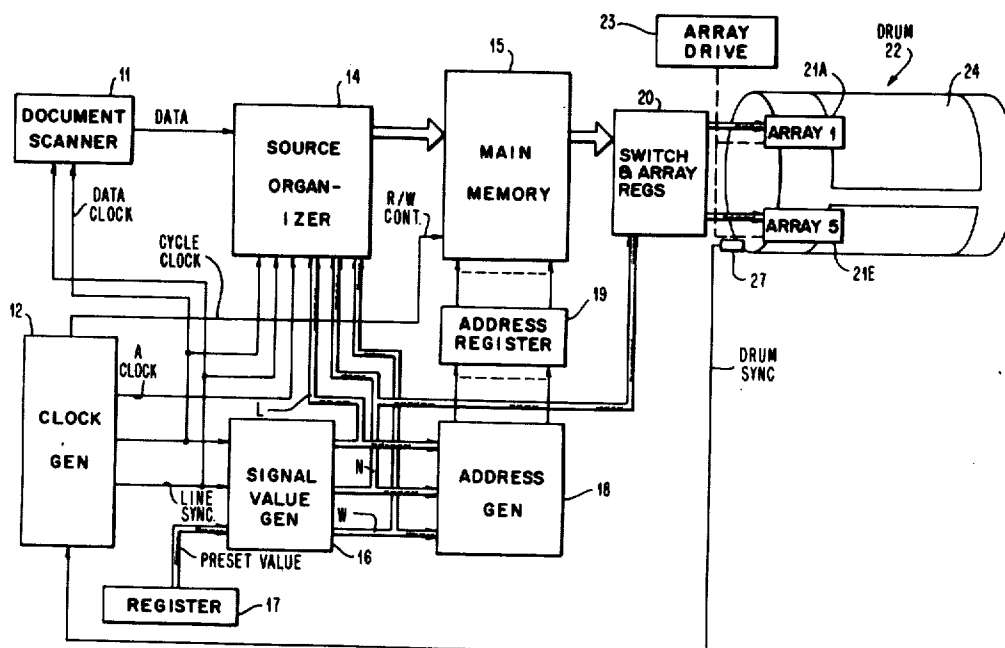 23
ARRAY
DRIVE
DRUM
22
24
21A
15
14
11
20
DOCUMENT
SCANNER
DATA
SOURCE
ORGAN-
IZER
MAIN
MEMORY
SWITCH
& ARRAY
REGS
ARRAY 1
ARRAY 5
21E
27
DATA
CLOCK
R/W
CONT.
CYCLE
CLOCK
12
19
ADDRESS
REGISTER
DRUM
SYNC
A
CLOCK
CLOCK
GEN
L
N
W
SIGNAL
VALUE
GEN
ADDRESS
GEN
18
LINE
SYNC.
16
PRESET VALUE
REGISTER
17